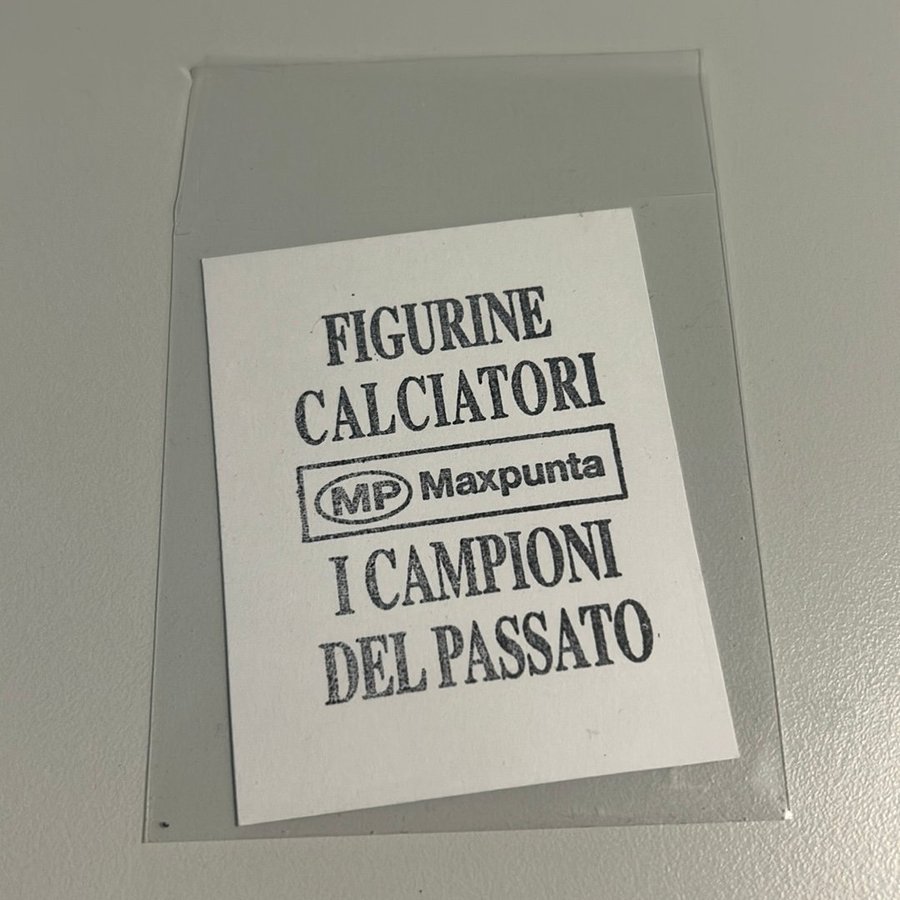 FIGURINE
CALCIATORI
MP Maxpunta
I CAMPIONI
DEL PASSATO